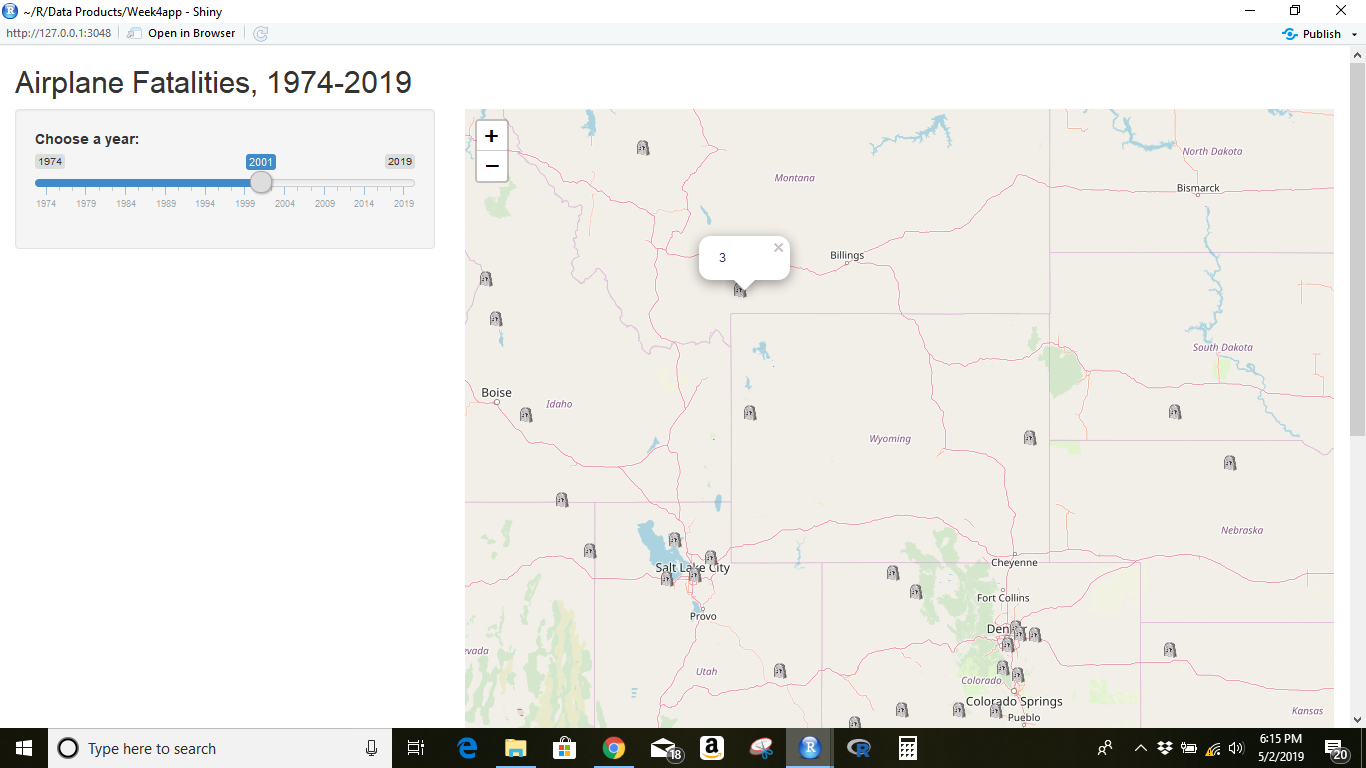 ~/R/Data Products/Week4app - Shiny
http://127.0.0.1:3048
Open in Browser
Publish
Airplane Fatalities, 1974-2019
Choose a year:
1974
2001
2019
1974 1979 1984 1989 1994 1999 2004 2009 2014 2019
+
−
North Dakota
Montana
Bismarck
Billings
3
×
South Dakota
Boise
Idaho
Wyoming
Nebraska
Cheyenne
Salt Lake City
Fort Collins
Provo
Utah
Colorado
Colorado Springs
Kansas
Pueblo
Type here to search
18
6:15 PM
5/2/2019
20